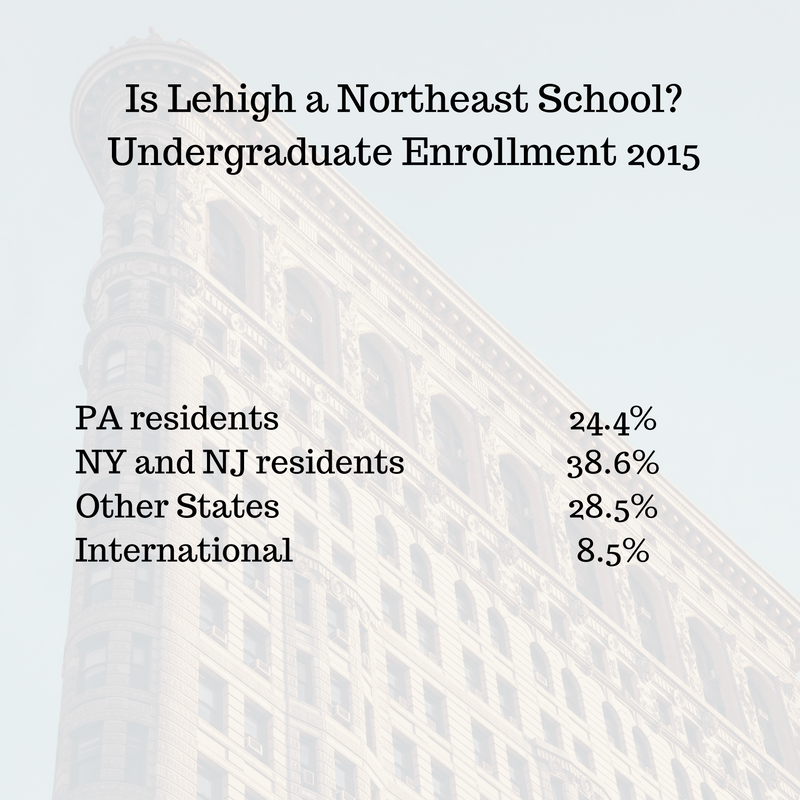 Is Lehigh a Northeast School?
Undergraduate Enrollment 2015
PA residents 24.4%
NY and NJ residents 38.6%
Other States 28.5%
International 8.5%